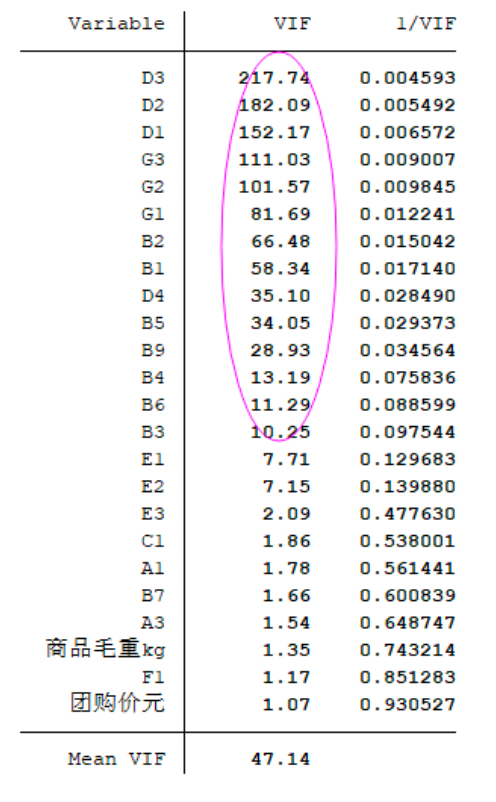 Variable VIF 1/VIF
D3 217.74 0.004593
D2 182.09 0.005492
D1 152.17 0.006572
G3 111.03 0.009007
G2 101.57 0.009845
G1 81.69 0.012241
B2 66.48 0.015042
B1 58.34 0.017140
D4 35.10 0.028490
B5 34.05 0.029373
B9 28.93 0.034564
B4 13.19 0.075836
B6 11.29 0.088599
B3 10.25 0.097544
E1 7.71 0.129683
E2 7.15 0.139880
E3 2.09 0.477630
C1 1.86 0.538001
A1 1.78 0.561441
B7 1.66 0.600839
A3 1.54 0.648747
商品毛重kg 1.35 0.743214
F1 1.17 0.851283
团购价元 1.07 0.930527
Mean VIF 47.14